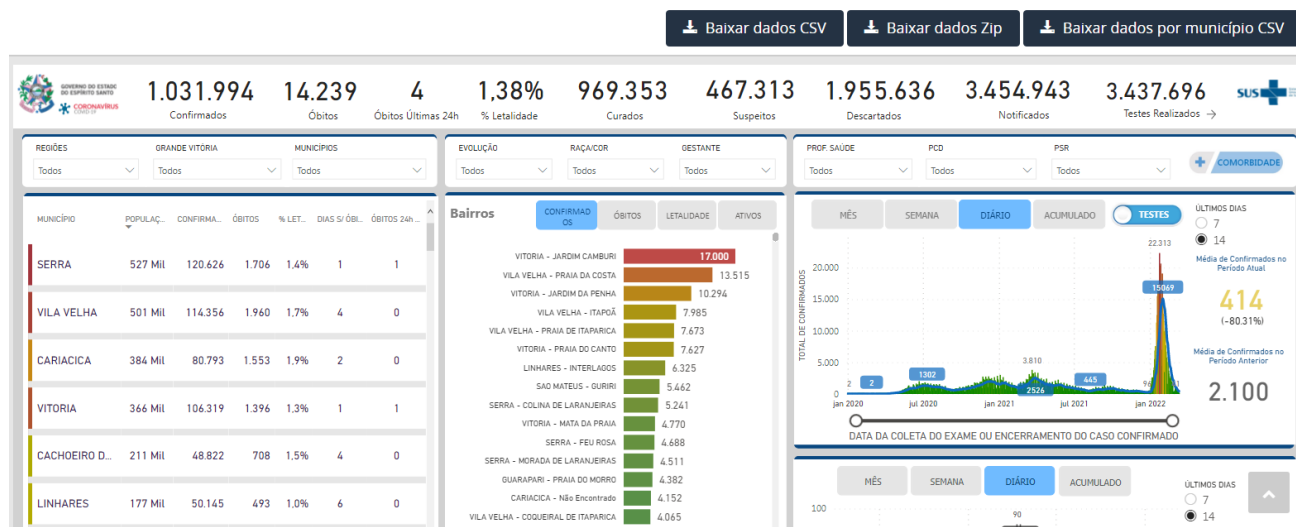 Baixar dados CSV
Baixar dados Zip
Baixar dados por município CSV
GOVERNO DO ESTADO
DO ESPÍRITO SANTO
CORONAVÍRUS
COVID-19
1.031.994
Confirmados
14.239
Óbitos
4
Óbitos Últimas 24h
1,38%
% Letalidade
969.353
Curados
467.313
Suspeitos
1.955.636
Descartados
3.454.943
Notificados
3.437.696
Testes Realizados →
SUS
REGIÕES
Todos
GRANDE VITÓRIA
Todos
MUNICÍPIOS
Todos
EVOLUÇÃO
Todos
RAÇA/COR
Todos
GESTANTE
Todos
PROF. SAÚDE
Todos
PCD
Todos
PSR
Todos
+ COMORBIDADE
MUNICÍPIO POPULAÇ... CONFIRMA... ÓBITOS % LET... DIAS S/ ÓBI... ÓBITOS 24h ...
SERRA 527 Mil 120.626 1.706 1,4% 1 1
VILA VELHA 501 Mil 114.356 1.960 1,7% 4 0
CARIACICA 384 Mil 80.793 1.553 1,9% 2 0
VITORIA 366 Mil 106.319 1.396 1,3% 1 1
CACHOEIRO D... 211 Mil 48.822 708 1,5% 4 0
LINHARES 177 Mil 50.145 493 1,0% 6 0
Bairros
CONFIRMAD
OS
ÓBITOS
LETALIDADE
ATIVOS
VITORIA - JARDIM CAMBURI 17.000
VILA VELHA - PRAIA DA COSTA 13.515
VITORIA - JARDIM DA PENHA 10.294
VILA VELHA - ITAPOÃ 7.985
VILA VELHA - PRAIA DE ITAPARICA 7.673
VITORIA - PRAIA DO CANTO 7.627
LINHARES - INTERLAGOS 6.325
SAO MATEUS - GURIRI 5.462
SERRA - COLINA DE LARANJEIRAS 5.241
VITORIA - MATA DA PRAIA 4.770
SERRA - FEU ROSA 4.688
SERRA - MORADA DE LARANJEIRAS 4.511
GUARAPARI - PRAIA DO MORRO 4.382
CARIACICA - Não Encontrado 4.152
VILA VELHA - COQUEIRAL DE ITAPARICA 4.065
MÊS
SEMANA
DIÁRIO
ACUMULADO
TESTES
ÚLTIMOS DIAS
7
14
TOTAL DE CONFIRMADOS
20.000
15.000
10.000
5.000
0
22.313
15069
3.810
2526
1302
445
2
2
jan 2020
jul 2020
jan 2021
jul 2021
jan 2022
DATA DA COLETA DO EXAME OU ENCERRAMENTO DO CASO CONFIRMADO
Média de Confirmados no
Período Atual
414
(-80.31%)
Média de Confirmados no
Período Anterior
2.100
MÊS
SEMANA
DIÁRIO
ACUMULADO
ÚLTIMOS DIAS
7
14
100
90